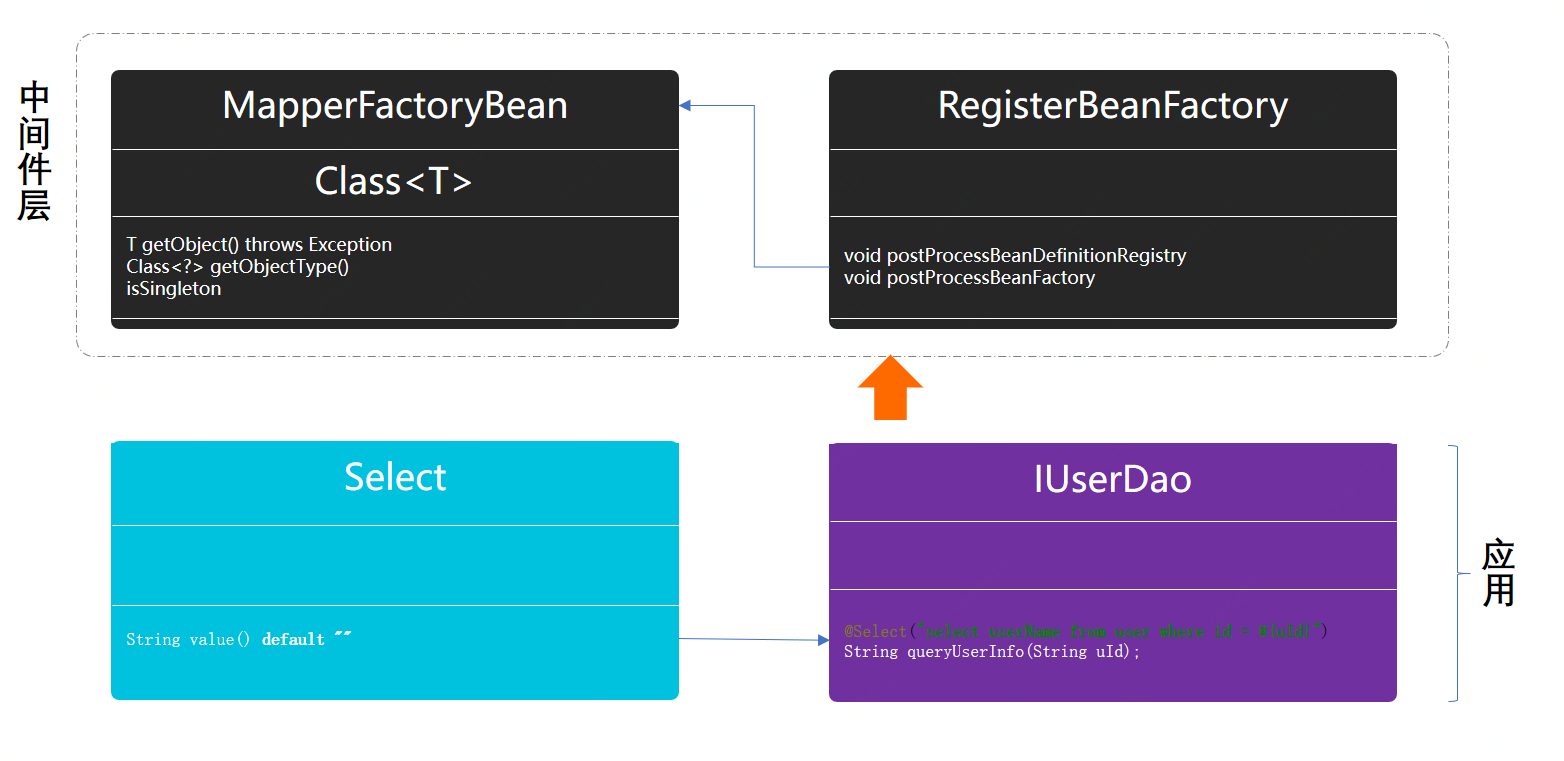 中间件层
MapperFactoryBean
Class<T>
T getObject() throws Exception
Class<?> getObjectType()
isSingleton
RegisterBeanFactory
void postProcessBeanDefinitionRegistry
void postProcessBeanFactory
Select
String value() default ""
IUserDao
@Select("select userName from user where id = #{uId}")
String queryUserInfo(String uId);
应用